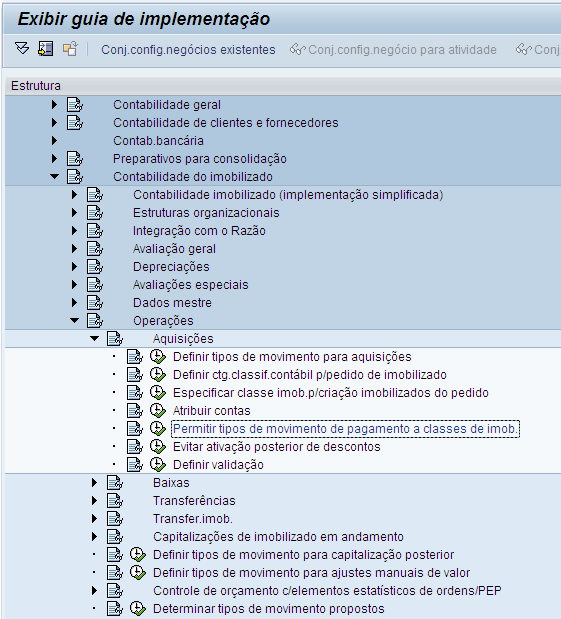 Exibir guia de implementação
Conj.config.negócios existentes Conj.config.negócio para atividade Conj
Estrutura
Contabilidade geral
Contabilidade de clientes e fornecedores
Contab.bancária
Preparativos para consolidação
Contabilidade do imobilizado
Contabilidade imobilizado (implementação simplificada)
Estruturas organizacionais
Integração com o Razão
Avaliação geral
Depreciações
Avaliações especiais
Dados mestre
Operações
Aquisições
Definir tipos de movimento para aquisições
Definir ctg.classif.contábil p/pedido de imobilizado
Especificar classe imob.p/criação imobilizados do pedido
Atribuir contas
Permitir tipos de movimento de pagamento a classes de imob.
Evitar ativação posterior de descontos
Definir validação
Baixas
Transferências
Transfer.imob.
Capitalizações de imobilizado em andamento
Definir tipos de movimento para capitalização posterior
Definir tipos de movimento para ajustes manuais de valor
Controle de orçamento c/elementos estatísticos de ordens/PEP
Determinar tipos de movimento propostos